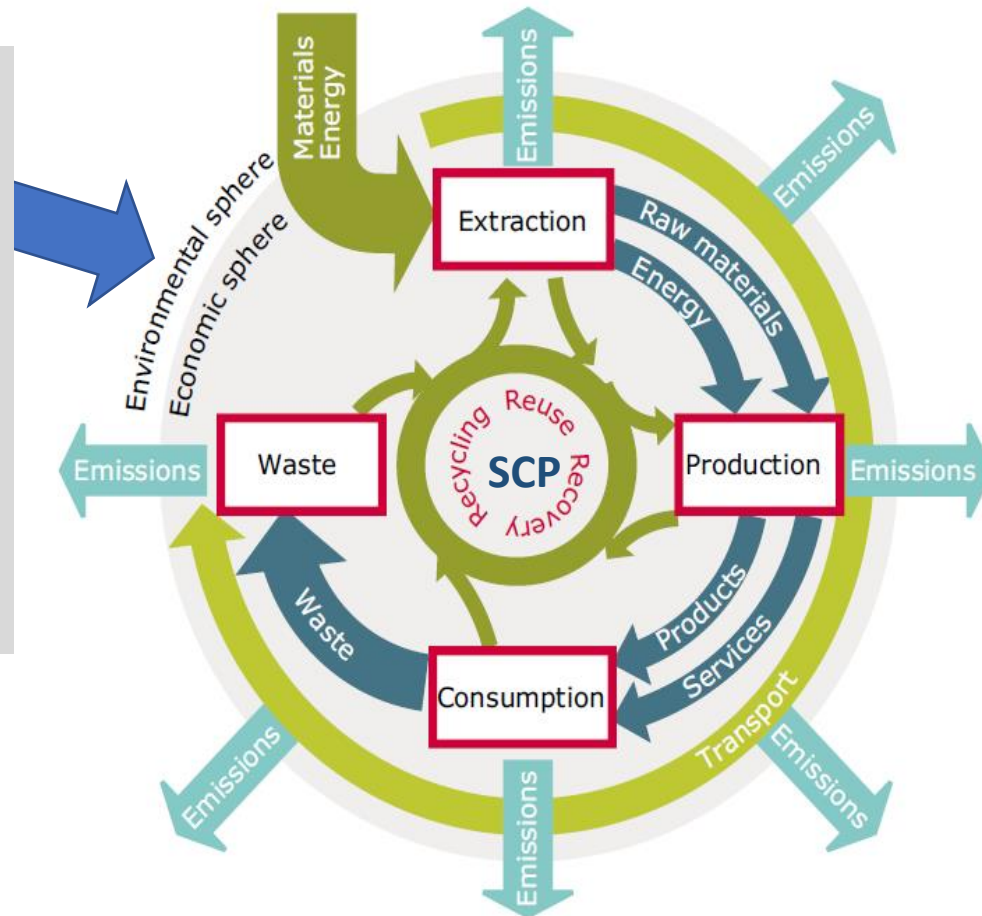 Materials
Energy
Emissions
Emissions
Environmental sphere
Economic sphere
Extraction
Raw materials
Energy
Emissions
Waste
Recycling Reuse Recovery
SCP
Production
Emissions
Waste
Products
Services
Consumption
Transport
Emissions
Emissions
Emissions